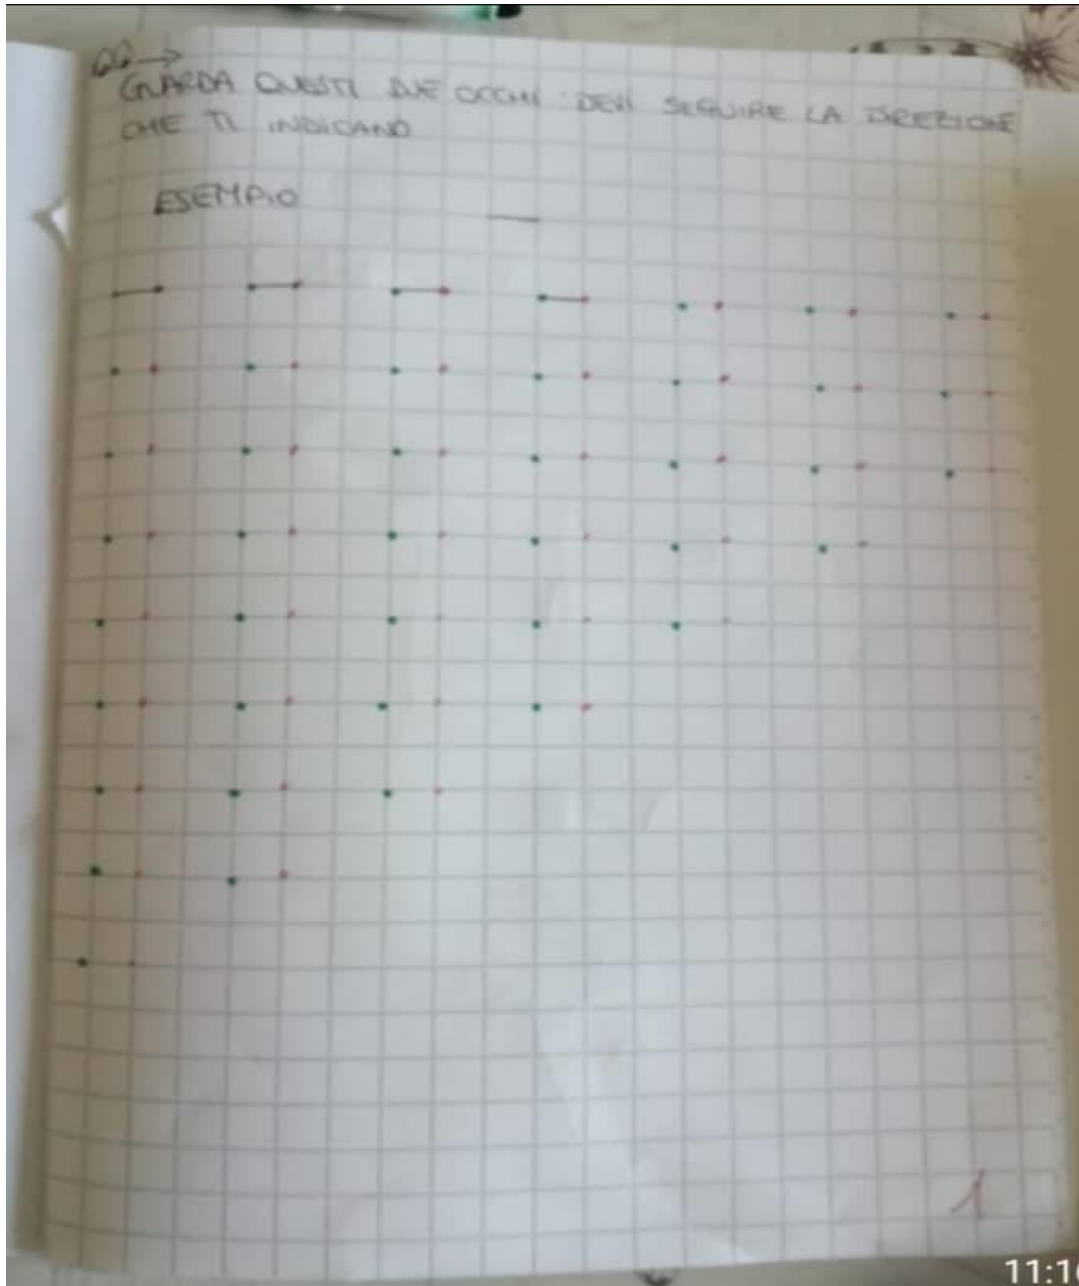 GUARDA QUESTI DUE OCCHI DEVI SEGUIRE LA DIREZIONE
CHE TI INDICANO
ESEMPIO
1
11:1